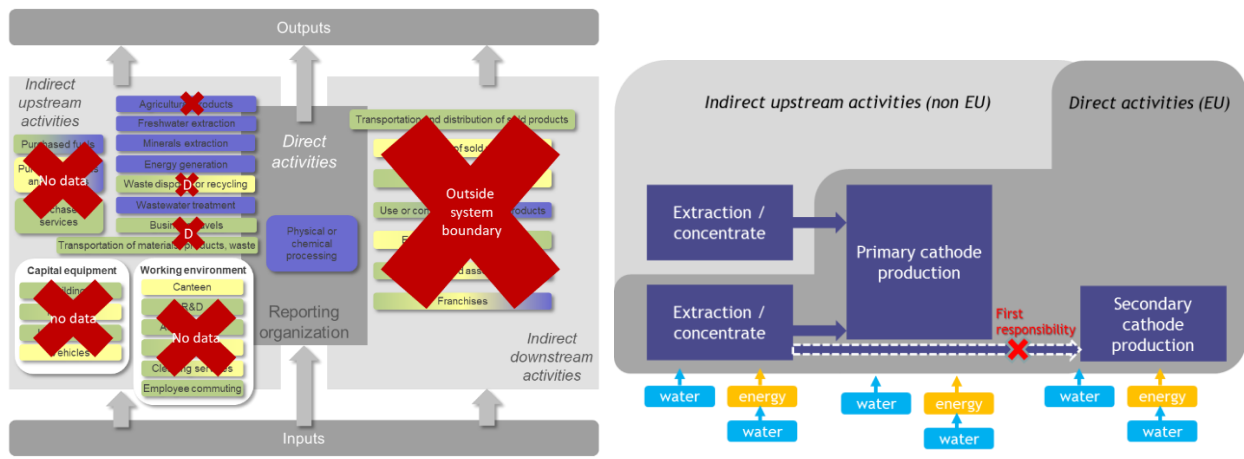 Outputs
Indirect
upstream
activities
Agricultural products
Freshwater extraction
Minerals extraction
Energy generation
Waste disposal or recycling
D
Wastewater treatment
Business travels
D
Transportation of materials, products, waste
Purchased fuels
No data
services
Direct
activities
Physical or
chemical
processing
Reporting
organization
Capital equipment
no data
Vehicles
Working environment
Canteen
R&D
No data
Cleaning services
Employee commuting
Transportation and distribution of sold products
of sold
Use or
products
Outside
system
boundary
Franchises
Indirect
downstream
activities
Inputs
Indirect upstream activities (non EU)
Direct activities (EU)
Extraction /
concentrate
Primary cathode
production
Extraction /
concentrate
First
responsibility
Secondary
cathode
production
water
energy
water
water
energy
water
water
energy
water